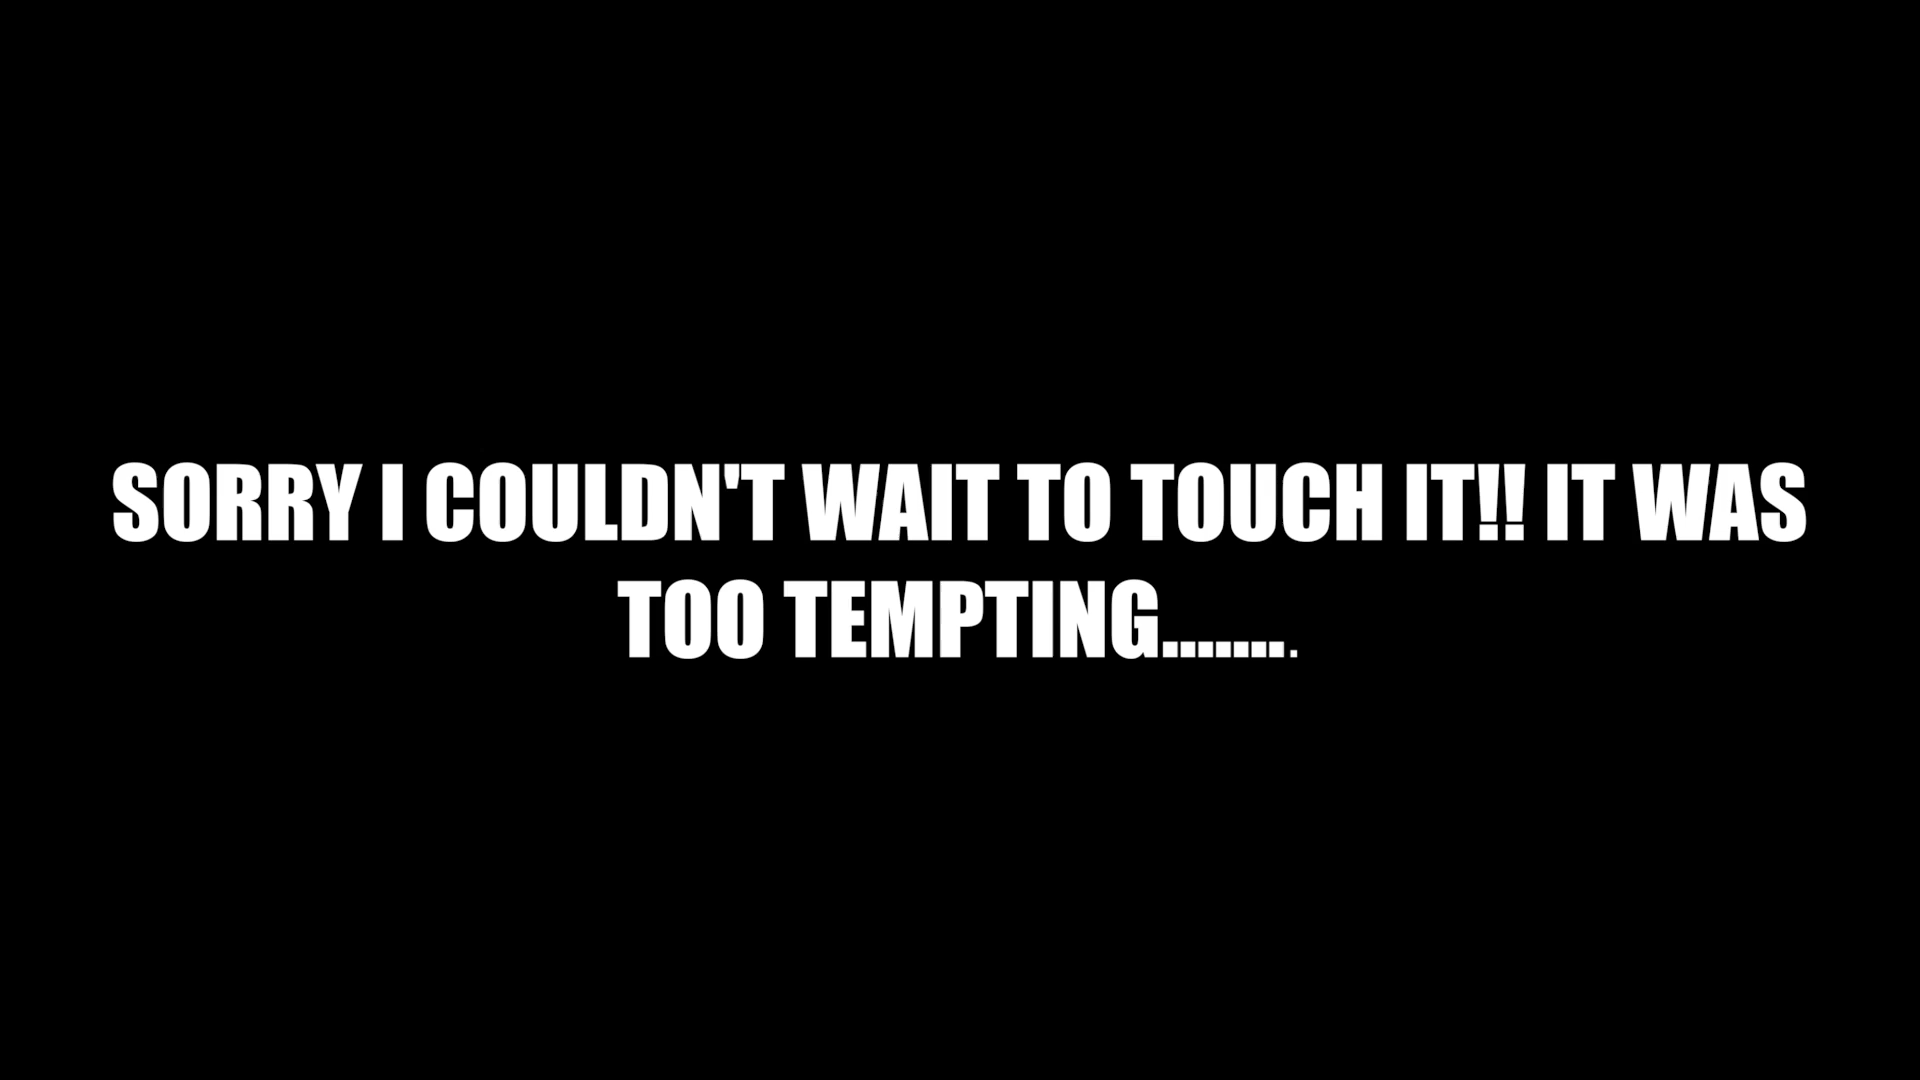 SORRY I COULDN'T WAIT TO TOUCH IT!! IT WAS
TOO TEMPTING........